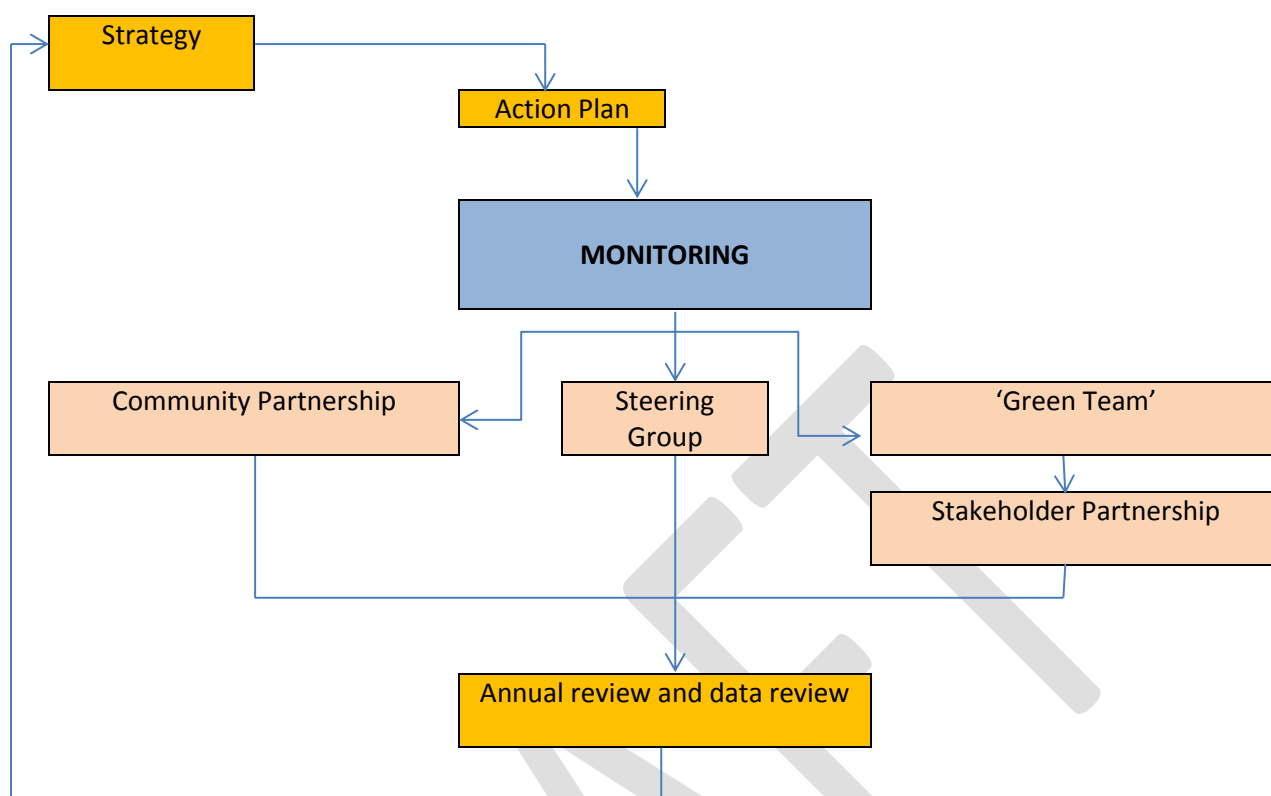 Strategy
Action Plan
MONITORING
Community Partnership
Steering
Group
‘Green Team’
Stakeholder Partnership
Annual review and data review